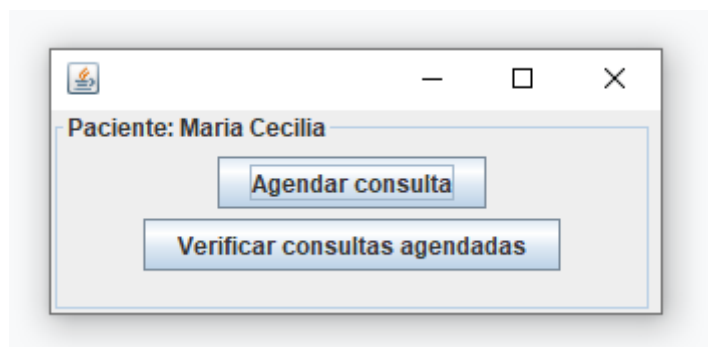 Paciente: Maria Cecilia
Agendar consulta
Verificar consultas agendadas